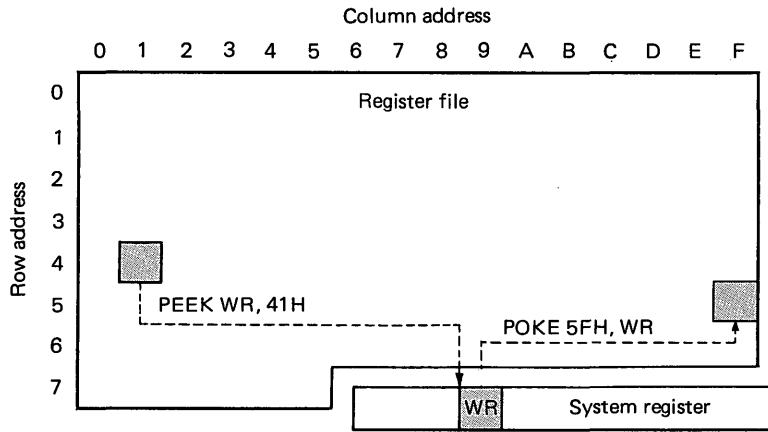 Column address
0 1 2 3 4 5 6 7 8 9 A B C D E F
Row address
0
Register file
1
2
3
4
5
PEEK WR, 41H
POKE 5FH, WR
6
7
WR
System register